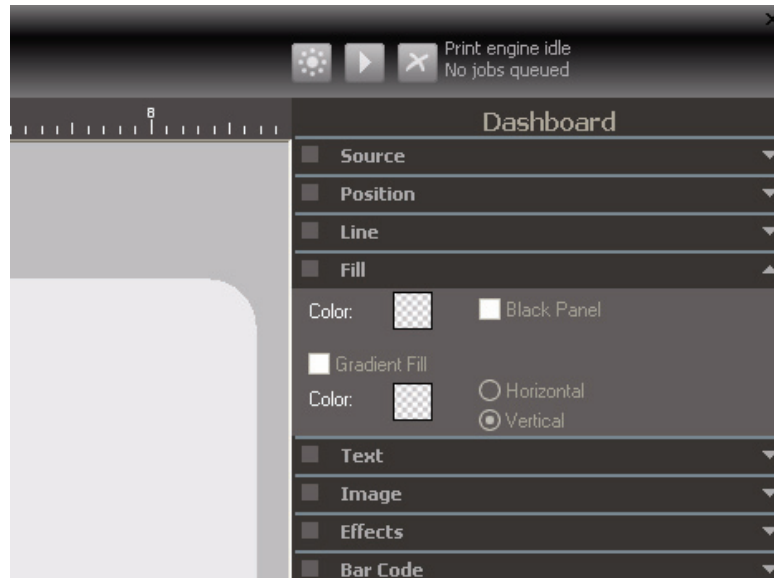 Print engine idle
No jobs queued
8
Dashboard
Source
Position
Line
Fill
Color:
Black Panel
Gradient Fill
Color:
Horizontal
Vertical
Text
Image
Effects
Bar Code